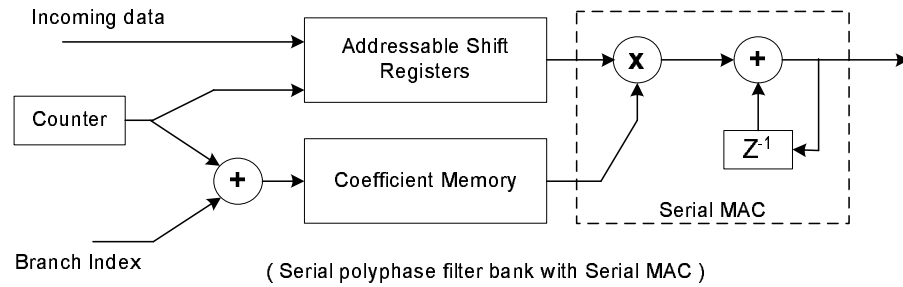 Incoming data
Addressable Shift
Registers
x
+
Counter
Z-1
+
Coefficient Memory
Serial MAC
Branch Index
( Serial polyphase filter bank with Serial MAC )